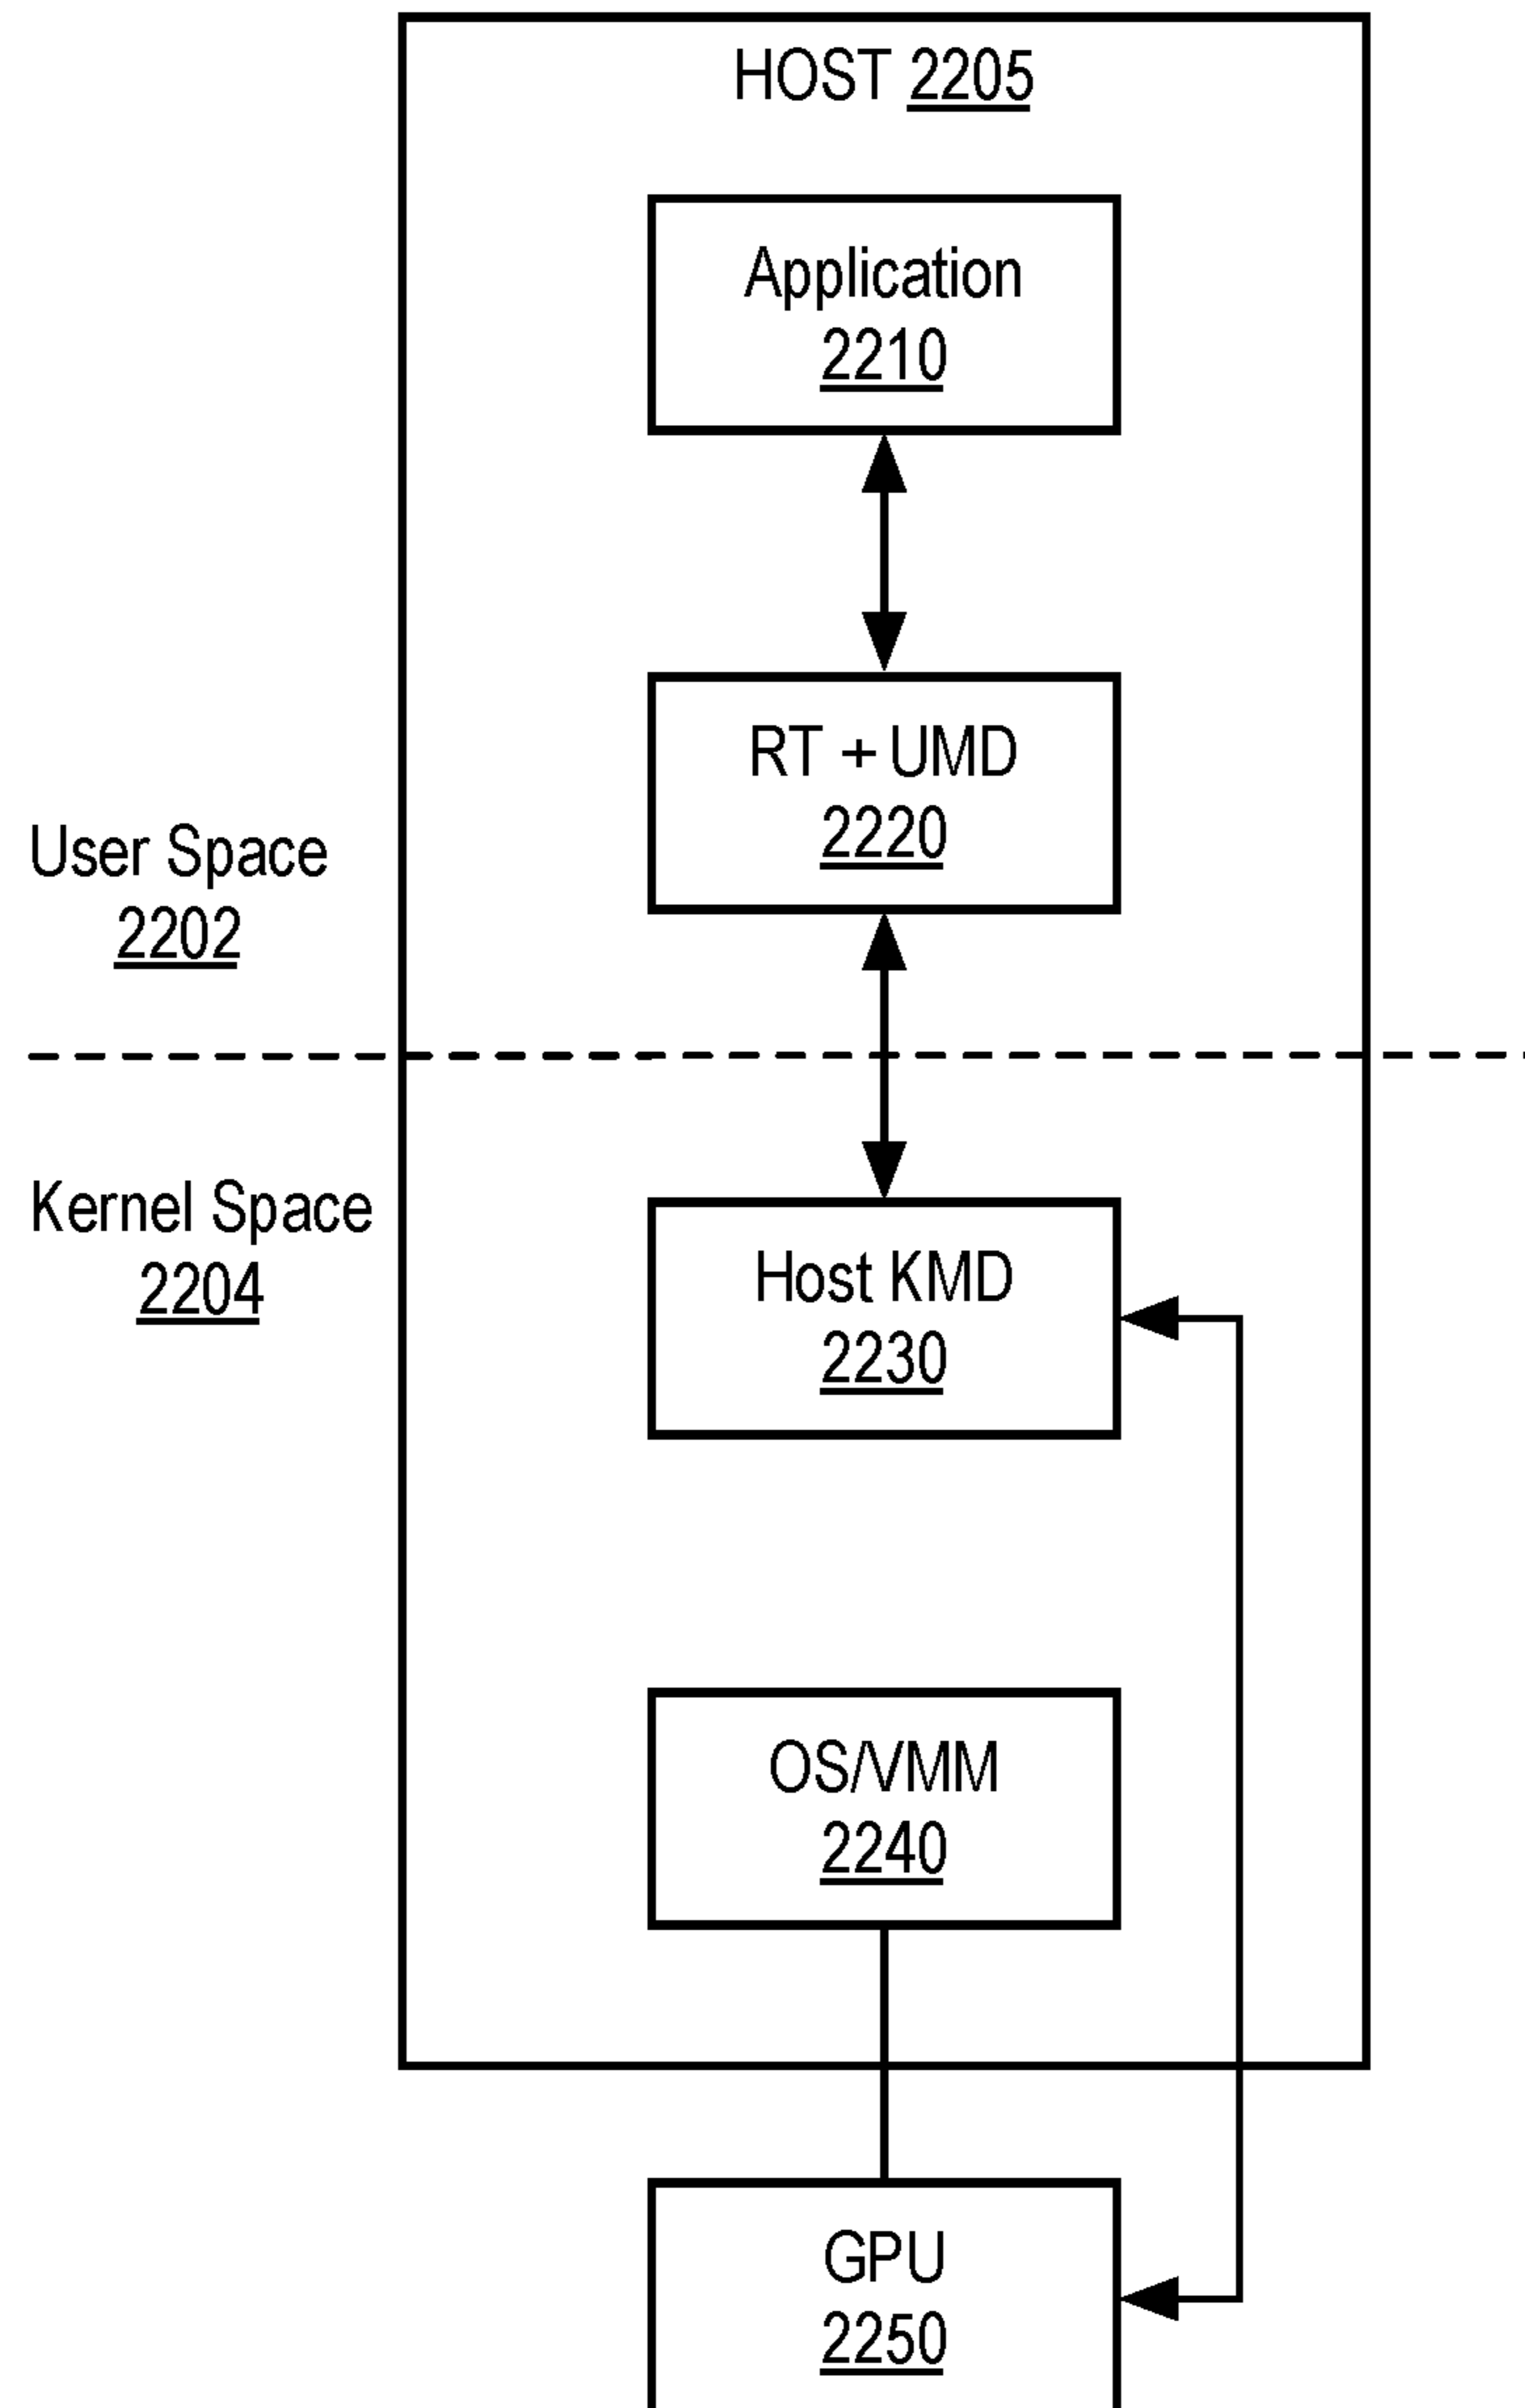 HOST 2205
Application
2210
RT + UMD
2220
User Space
2202
Kernel Space
2204
Host KMD
2230
OS/VMM
2240
GPU
2250